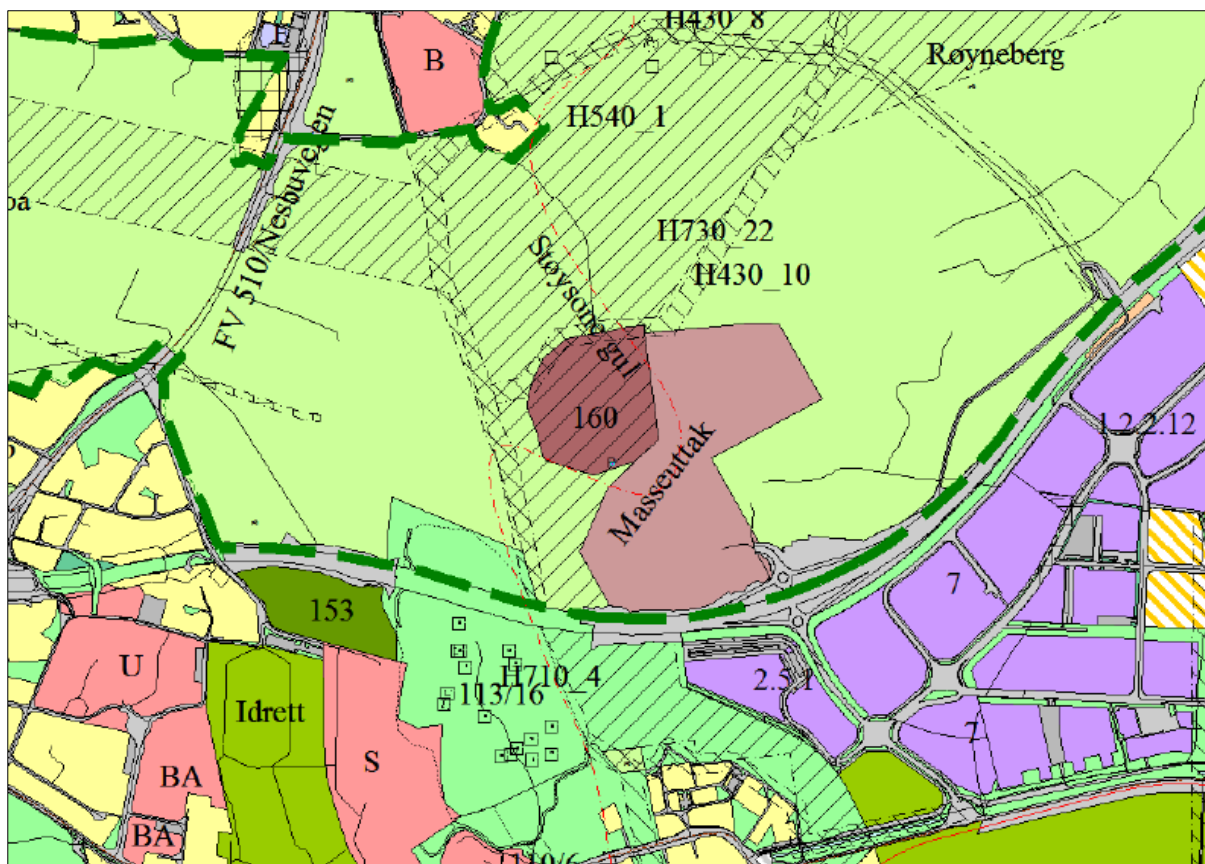 H430_8
F
B
Røyneberg
H540_1
FV 510/Nesbuvegen
H730_22
Støysone gul
H430_10
160
1.2.2.12
Masseuttak
7
153
U
H710_4
113/16
2.5.1
Idrett
7
S
BA
BA